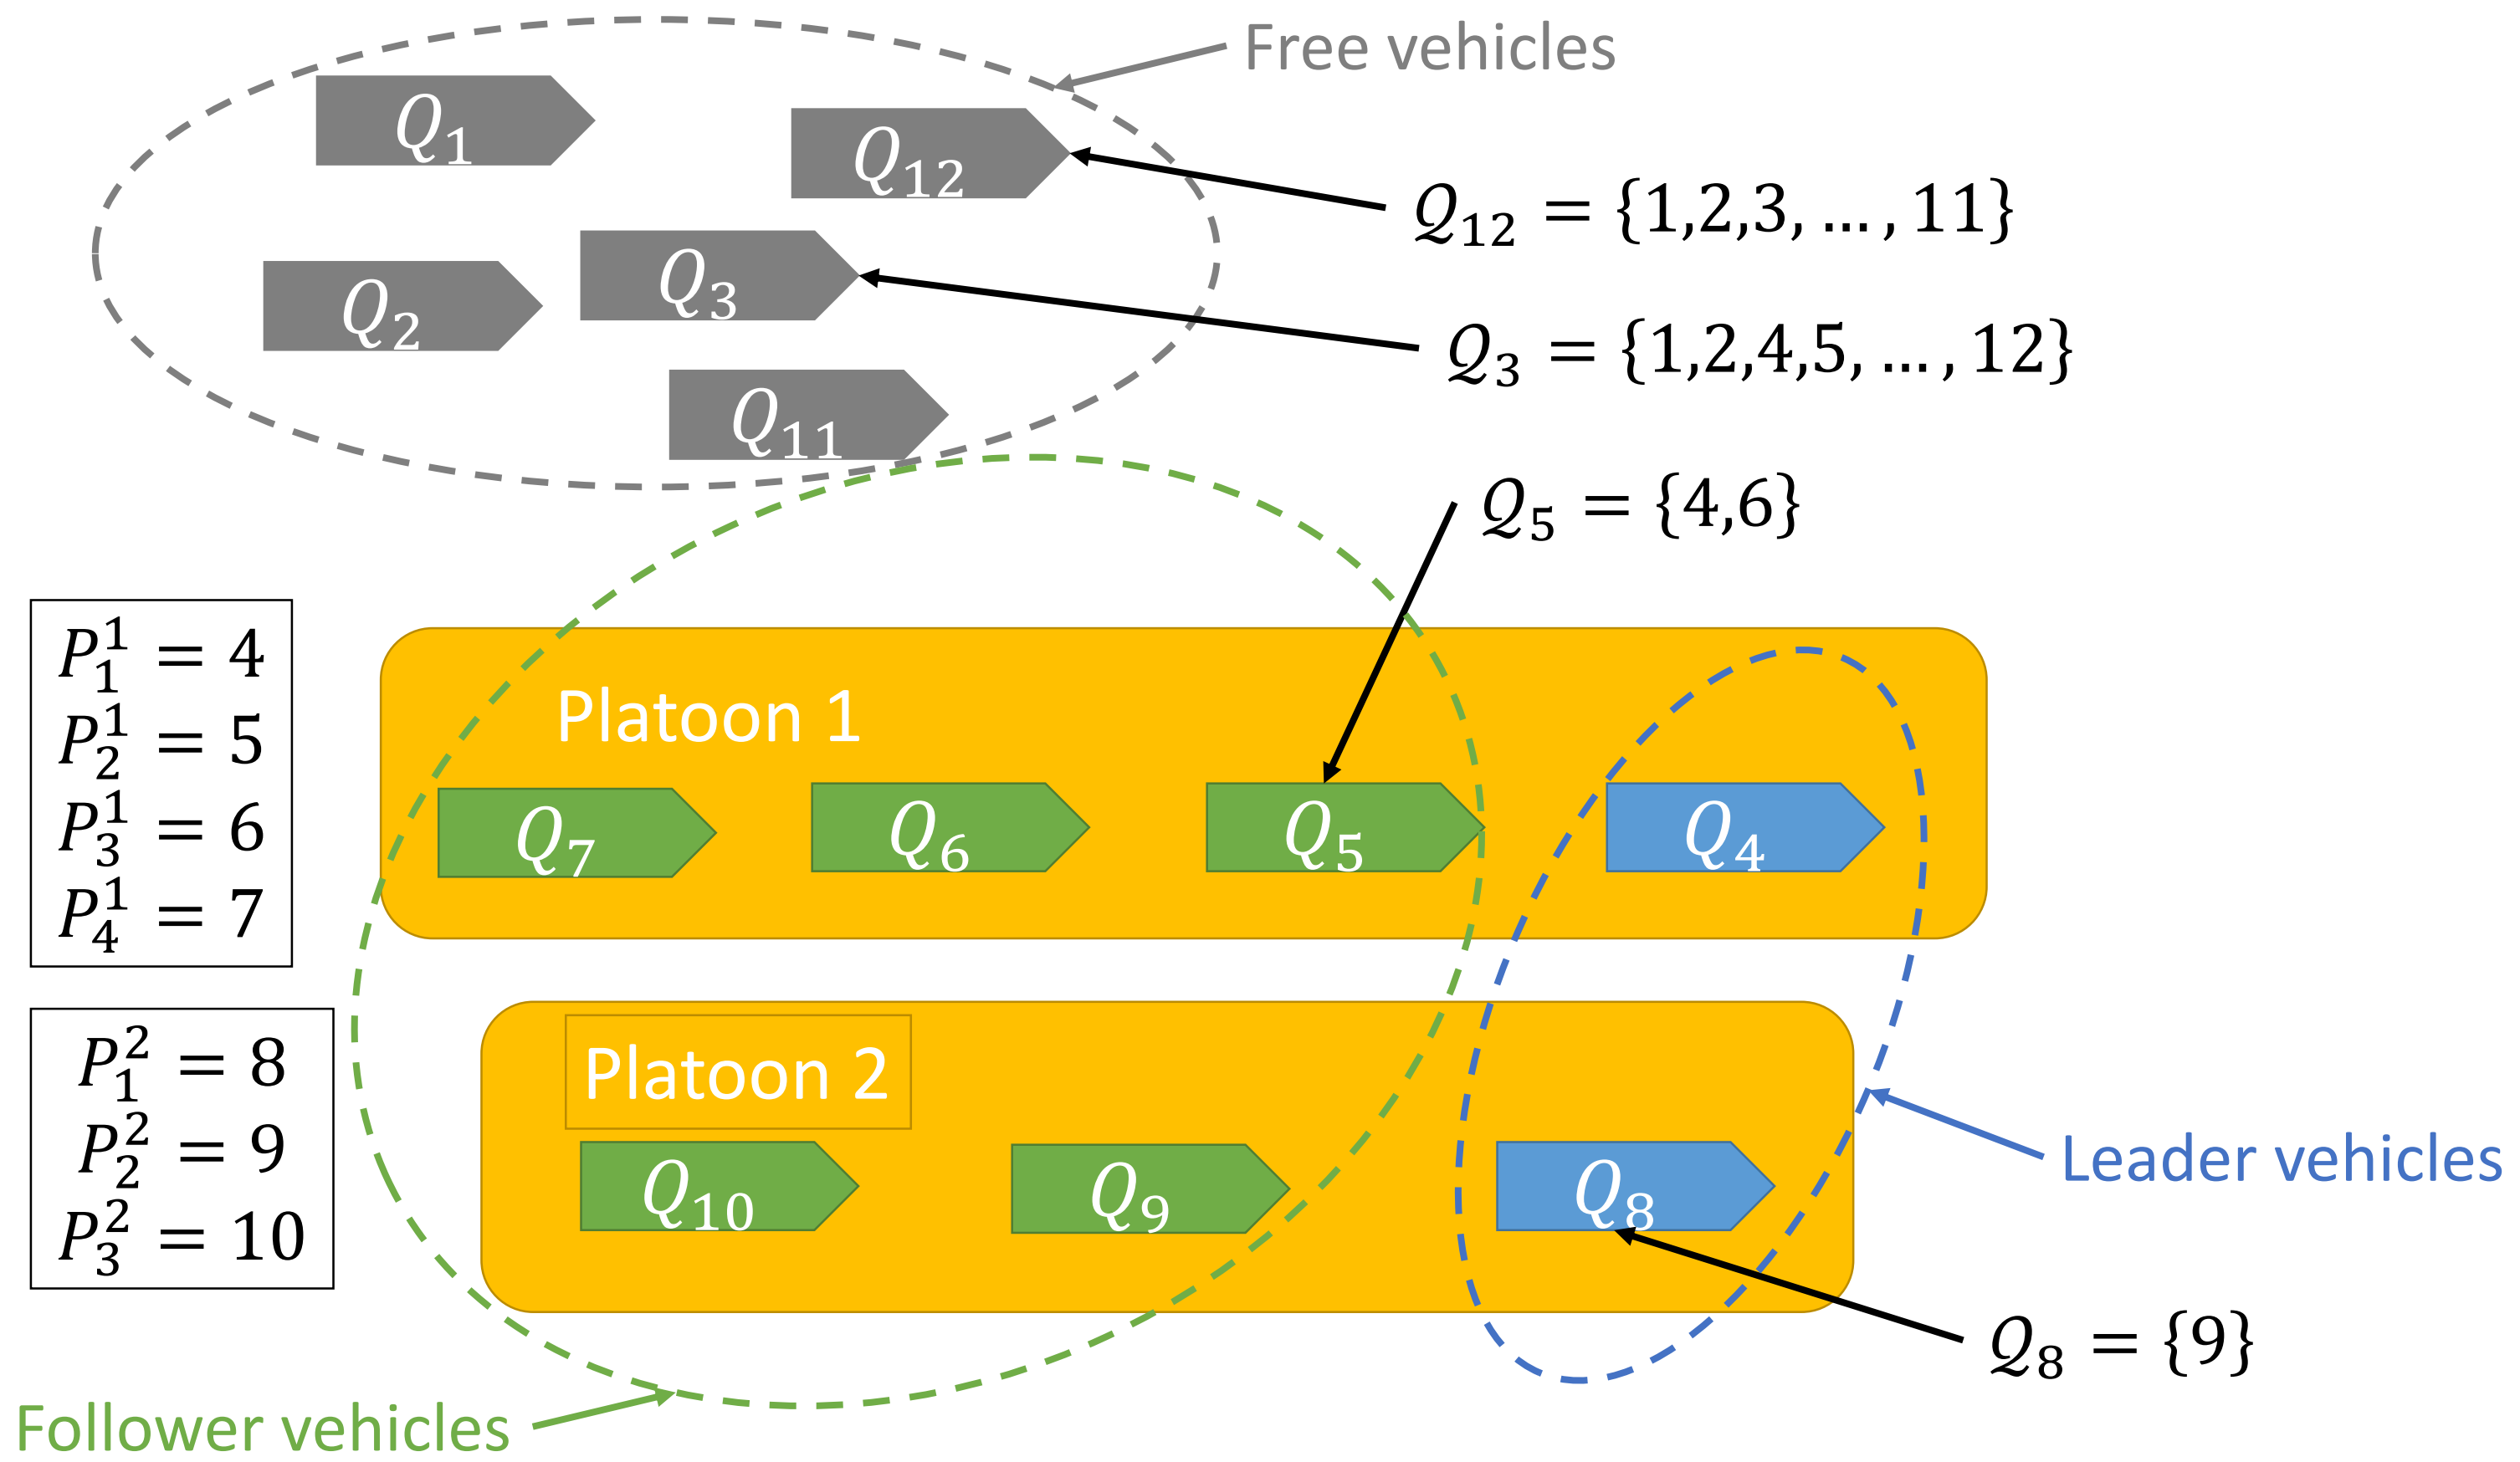 Free vehicles
Q₁
Q₁₂
Q₁₂ = {1,2,3, … , 11}
Q₃
Q₂
Q₃ = {1,2,4,5, … , 12}
Q₁₁
Q₅ = {4,6}
P₁¹ = 4
P₂¹ = 5
P₃¹ = 6
P₄¹ = 7
Platoon 1
Q₇
Q₆
Q₅
Q₄
P₁² = 8
P₂² = 9
P₃² = 10
Platoon 2
Q₁₀
Q₉
Q₈
Leader vehicles
Q₈ = {9}
Follower vehicles